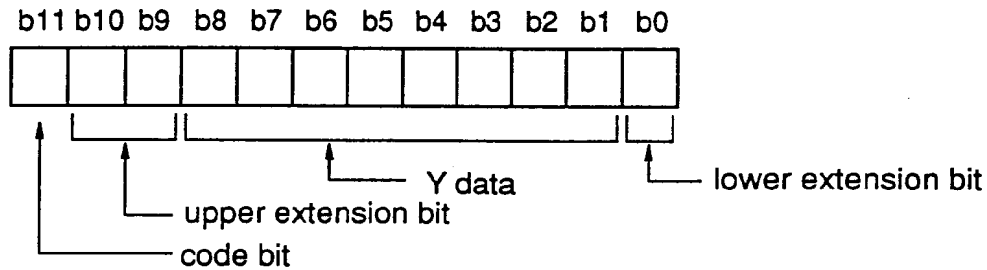 b11 b10 b9 b8 b7 b6 b5 b4 b3 b2 b1 b0
Y data
lower extension bit
upper extension bit
code bit